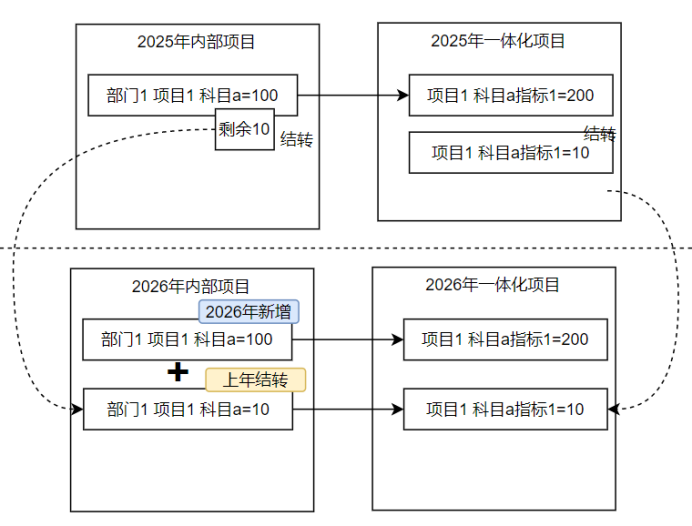 2025年内部项目
2025年一体化项目
部门1 项目1 科目a=100
项目1 科目a指标1=200
剩余10
结转
结转
项目1 科目a指标1=10
2026年内部项目
2026年一体化项目
2026年新增
部门1 项目1 科目a=100
项目1 科目a指标1=200
+
上年结转
部门1 项目1 科目a=10
项目1 科目a指标1=10